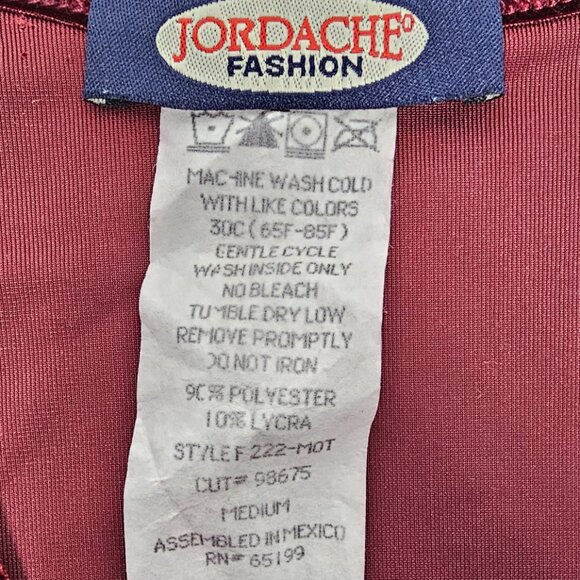 JORDACHE
FASHION
MACHINE WASH COLD
WITH LIKE COLORS
30C (65F-85F)
GENTLE CYCLE
WASH INSIDE ONLY
NO BLEACH
TUMBLE DRY LOW
REMOVE PROMPTLY
DO NOT IRON
90% POLYESTER
10% LYCRA
STYLE F 222-MOT
CUT# 98675
MEDIUM
ASSEMBLED IN MEXICO
RN# 65199